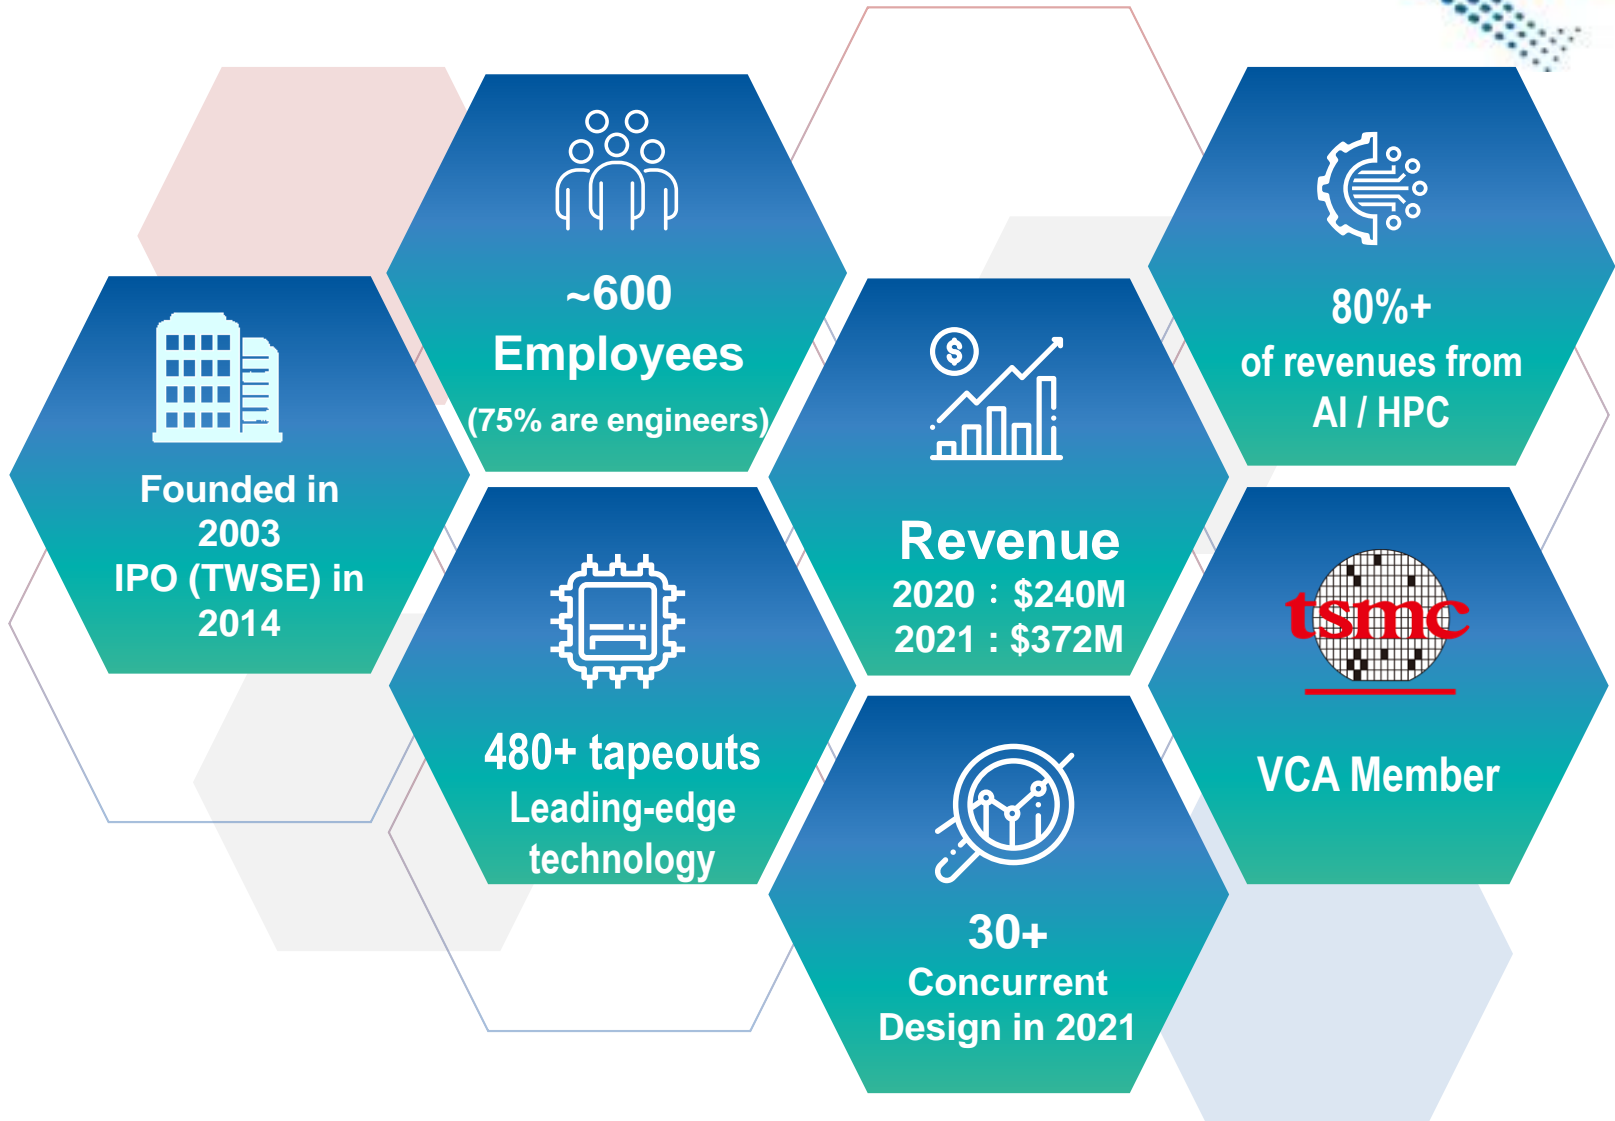 ~600
Employees
(75% are engineers)
80%+
of revenues from
AI / HPC
Founded in
2003
IPO (TWSE) in
2014
Revenue
2020：$240M
2021 : $372M
480+ tapeouts
Leading-edge
technology
tsmc
VCA Member
30+
Concurrent
Design in 2021